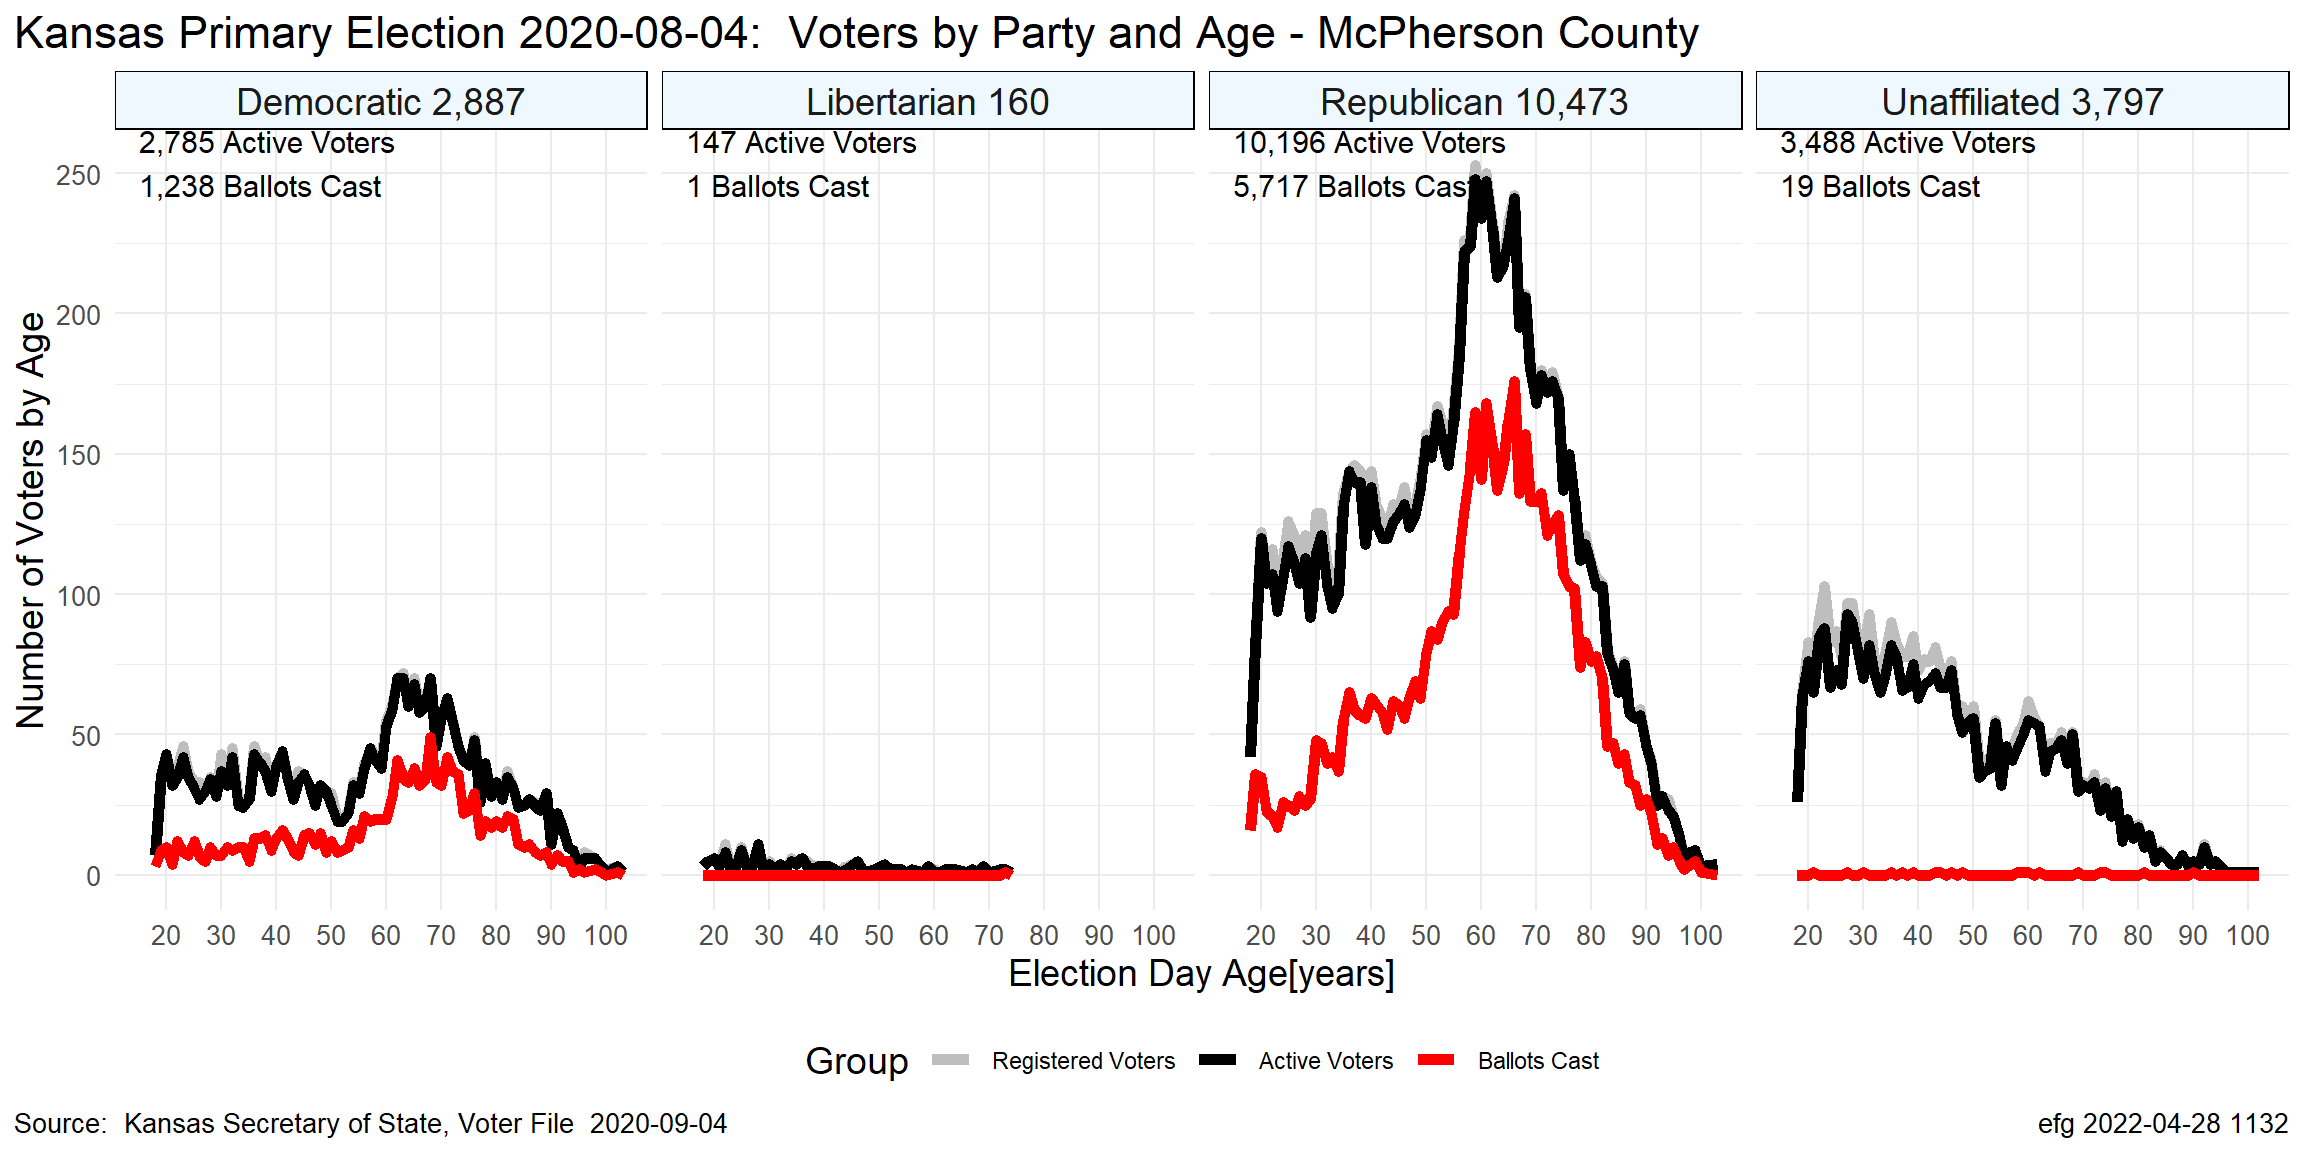 Kansas Primary Election 2020-08-04:  Voters by Party and Age - McPherson County
Democratic 2,887
Libertarian 160
Republican 10,473
Unaffiliated 3,797
2,785 Active Voters
1,238 Ballots Cast
147 Active Voters
1 Ballots Cast
10,196 Active Voters
5,717 Ballots Cast
3,488 Active Voters
19 Ballots Cast
Number of Voters by Age
250
200
150
100
50
0
20 30 40 50 60 70 80 90 100
20 30 40 50 60 70 80 90 100
20 30 40 50 60 70 80 90 100
20 30 40 50 60 70 80 90 100
Election Day Age[years]
Group Registered Voters Active Voters Ballots Cast
Source:  Kansas Secretary of State, Voter File  2020-09-04
efg 2022-04-28 1132